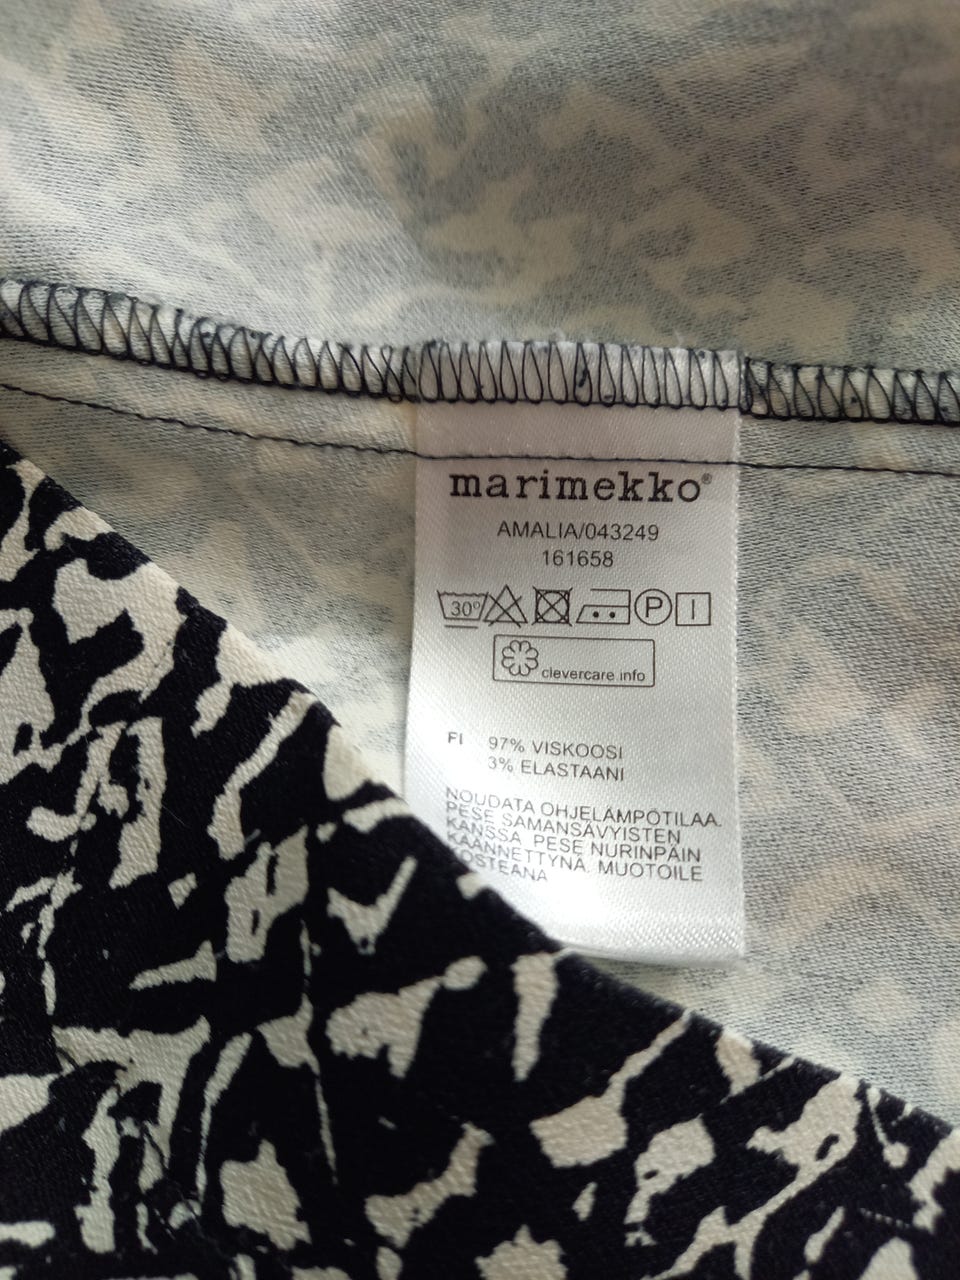 marimekko®
AMALIA/043249
161658
30° P
clevercare.info
FI 97% VISKOOSI
3% ELASTAANI
NOUDATA OHJELÄMPÖTILAA.
PESE SAMANSÄVYISTEN
KANSSA. PESE NURINPÄIN
KÄÄNNETTYNÄ. MUOTOILE
KOSTEANA